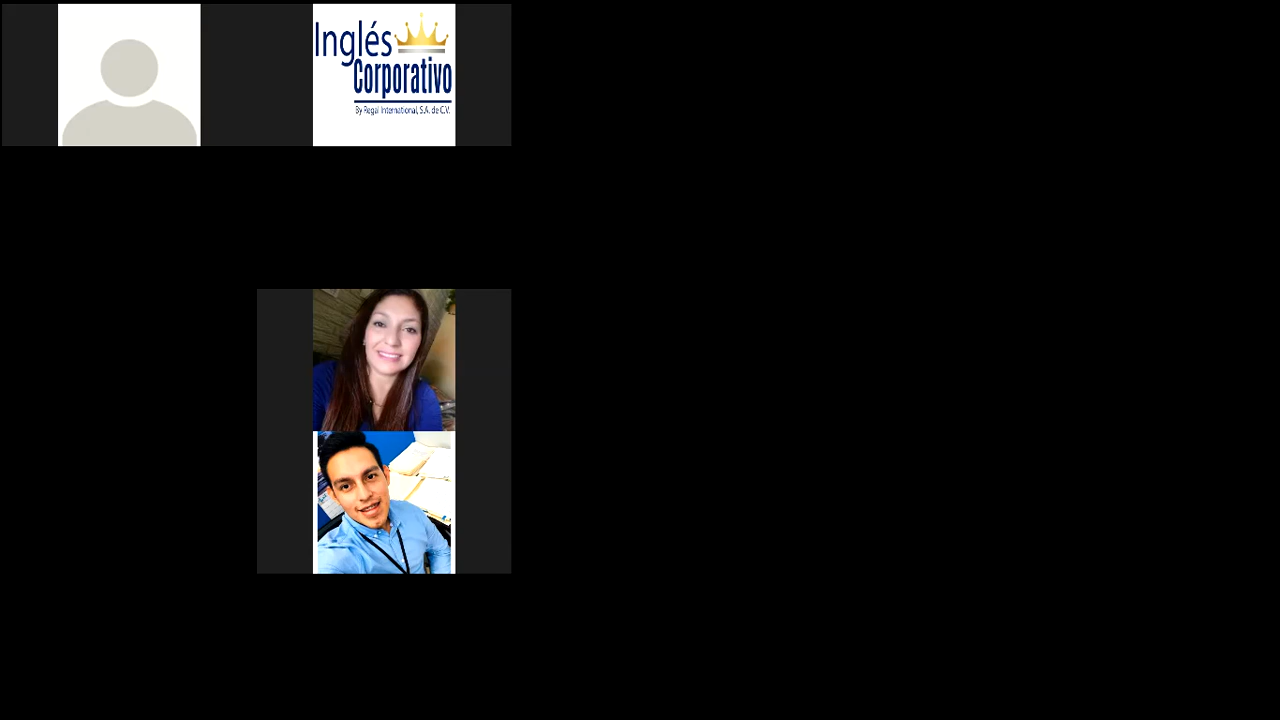 Inglés
Corporativo
By Regal International, S.A. de C.V.